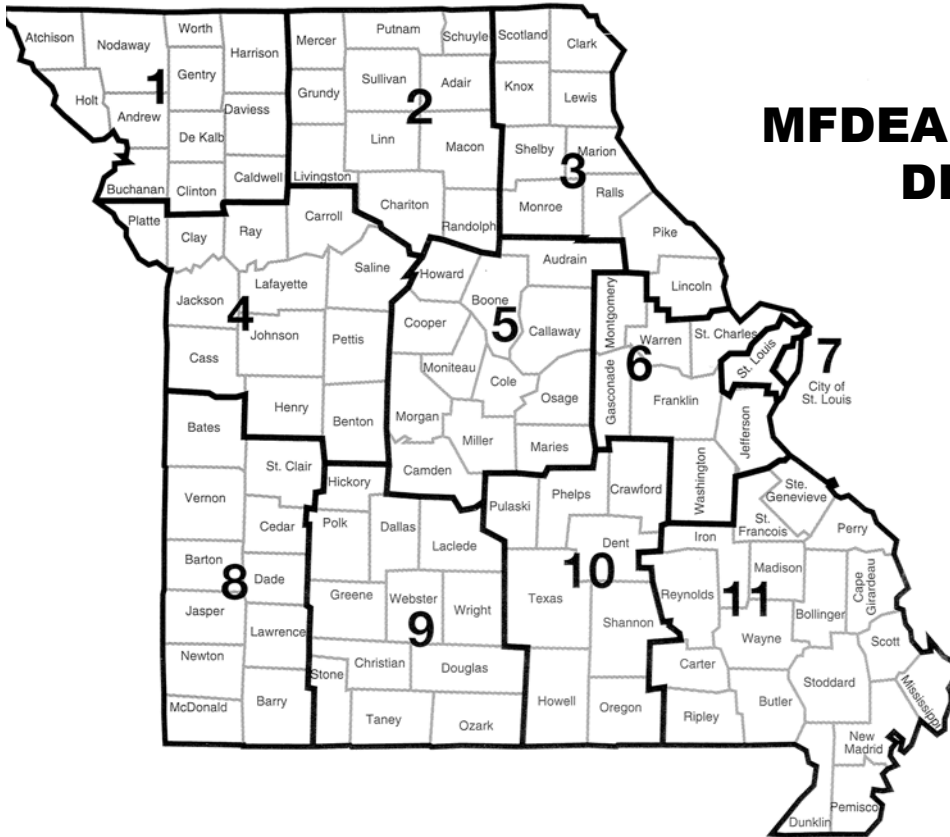 MFDEA
DI
Atchison
Nodaway
Worth
Harrison
Mercer
Putnam
Schuyle
Scotland
Clark
Gentry
Grundy
Sullivan
Adair
Knox
Lewis
Holt
1
Andrew
De Kalb
Daviess
2
Linn
Macon
Shelby
Marion
3
Buchanan
Clinton
Caldwell
Livingston
Chariton
Randolph
Monroe
Ralls
Platte
Clay
Ray
Carroll
Pike
Saline
Howard
Audrain
Lafayette
Boone
Lincoln
Jackson
4
Johnson
Pettis
Cooper
5
Callaway
Montgomery
Warren
St. Charles
St. Louis
7
City of
St. Louis
6
Cass
Moniteau
Cole
Osage
Gasconade
Franklin
Jefferson
Henry
Benton
Morgan
Miller
Maries
Bates
St. Clair
Camden
Washington
Hickory
Pulaski
Phelps
Crawford
Ste.
Genevieve
Vernon
Cedar
Polk
Dallas
Laclede
St.
Francois
Perry
Iron
Barton
8
Dade
Dent
10
Madison
Cape
Girardeau
Jasper
Greene
Webster
Wright
Texas
Reynolds
11
Bollinger
Lawrence
9
Shannon
Wayne
Scott
Newton
Stone
Christian
Douglas
Carter
Stoddard
Mississippi
McDonald
Barry
Taney
Ozark
Howell
Oregon
Ripley
Butler
New
Madrid
Pemisco
Dunklin